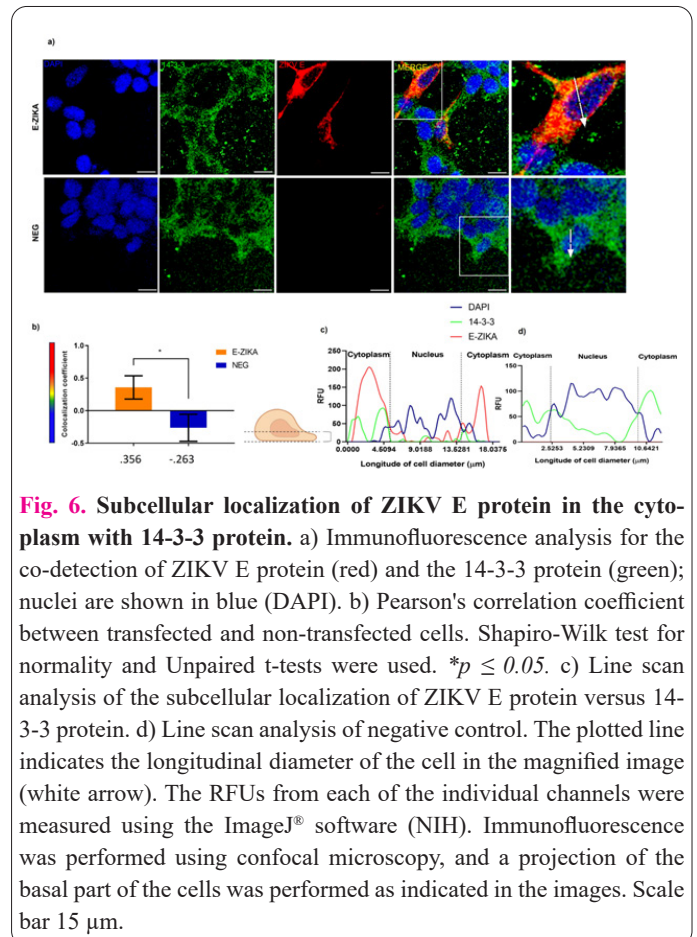 a)
DAPI 14-3-3 ZIKV E MERGE
E-ZIKA
NEG
b)
Colocalization coefficient
1.0
0.5
0.0
-0.5
*
E-ZIKA
NEG
.356 -.263
DAPI
14-3-3
E-ZIKA
c)
Cytoplasm Nucleus Cytoplasm
RFU
250
200
150
100
50
0
0.0000 4.5094 9.0188 13.5281 18.0375
Longitude of cell diameter (μm)
d)
Cytoplasm Nucleus Cytoplasm
RFU
150
100
50
0
2.5253 5.2309 7.9365 10.6421
Longitude of cell diameter (μm)
Fig. 6. Subcellular localization of ZIKV E protein in the cyto-
plasm with 14-3-3 protein. a) Immunofluorescence analysis for the
co-detection of ZIKV E protein (red) and the 14-3-3 protein (green);
nuclei are shown in blue (DAPI). b) Pearson's correlation coefficient
between transfected and non-transfected cells. Shapiro-Wilk test for
normality and Unpaired t-tests were used. *p ≤ 0.05. c) Line scan
analysis of the subcellular localization of ZIKV E protein versus 14-
3-3 protein. d) Line scan analysis of negative control. The plotted line
indicates the longitudinal diameter of the cell in the magnified image
(white arrow). The RFUs from each of the individual channels were
measured using the ImageJ® software (NIH). Immunofluorescence
was performed using confocal microscopy, and a projection of the
basal part of the cells was performed as indicated in the images. Scale
bar 15 μm.